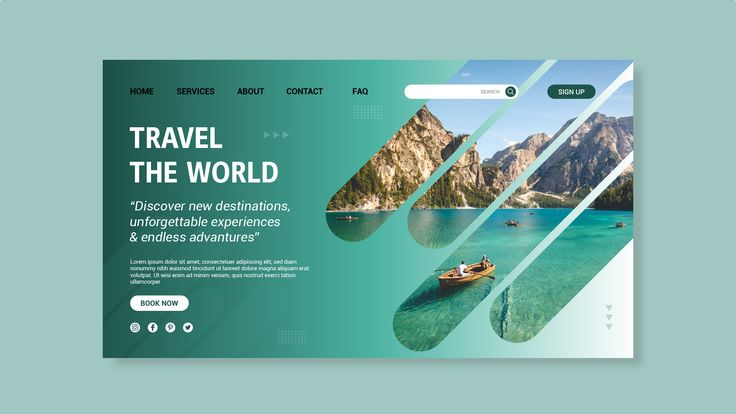 HOME SERVICES ABOUT CONTACT FAQ SEARCH SIGN UP
TRAVEL
THE WORLD
“Discover new destinations,
unforgettable experiences
& endless advantures”
Lorem ipsum dolor sit amet, consectetuer adipiscing elit, sed diam
nonummy nibh euismod tincidunt ut laoreet dolore magna aliquam erat
volutpat. Ut wisi enim ad minim veniam, quis nostrud exerci tation
ullamcorper
BOOK NOW